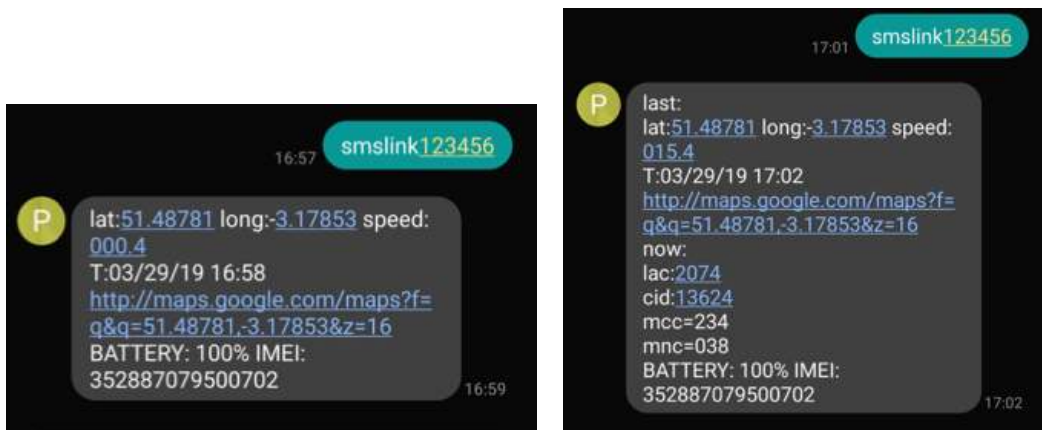 smslink123456
16:57
P
lat:51.48781 long:-3.17853 speed:
000.4
T:03/29/19 16:58
http://maps.google.com/maps?f=
q&q=51.48781,-3.17853&z=16
BATTERY: 100% IMEI:
352887079500702
16:59
smslink123456
17:01
P
last:
lat:51.48781 long:-3.17853 speed:
015.4
T:03/29/19 17:02
http://maps.google.com/maps?f=
q&q=51.48781,-3.17853&z=16
now:
lac:2074
cid:13624
mcc=234
mnc=038
BATTERY: 100% IMEI:
352887079500702
17:02